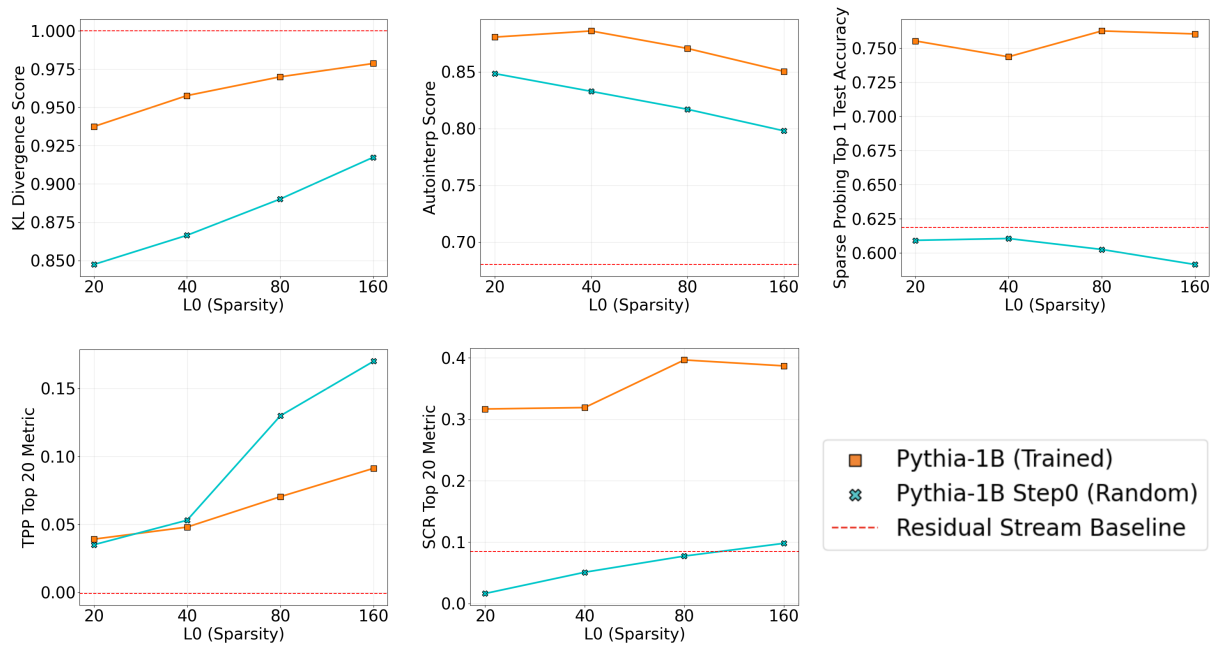 KL Divergence Score
1.000
0.975
0.950
0.925
0.900
0.875
0.850
20 40 80 160
L0 (Sparsity)
Autointerp Score
0.85
0.80
0.75
0.70
20 40 80 160
L0 (Sparsity)
Sparse Probing Top 1 Test Accuracy
0.750
0.725
0.700
0.675
0.650
0.625
0.600
20 40 80 160
L0 (Sparsity)
TPP Top 20 Metric
0.15
0.10
0.05
0.00
20 40 80 160
L0 (Sparsity)
SCR Top 20 Metric
0.4
0.3
0.2
0.1
0.0
20 40 80 160
L0 (Sparsity)
Pythia-1B (Trained)
Pythia-1B Step0 (Random)
Residual Stream Baseline